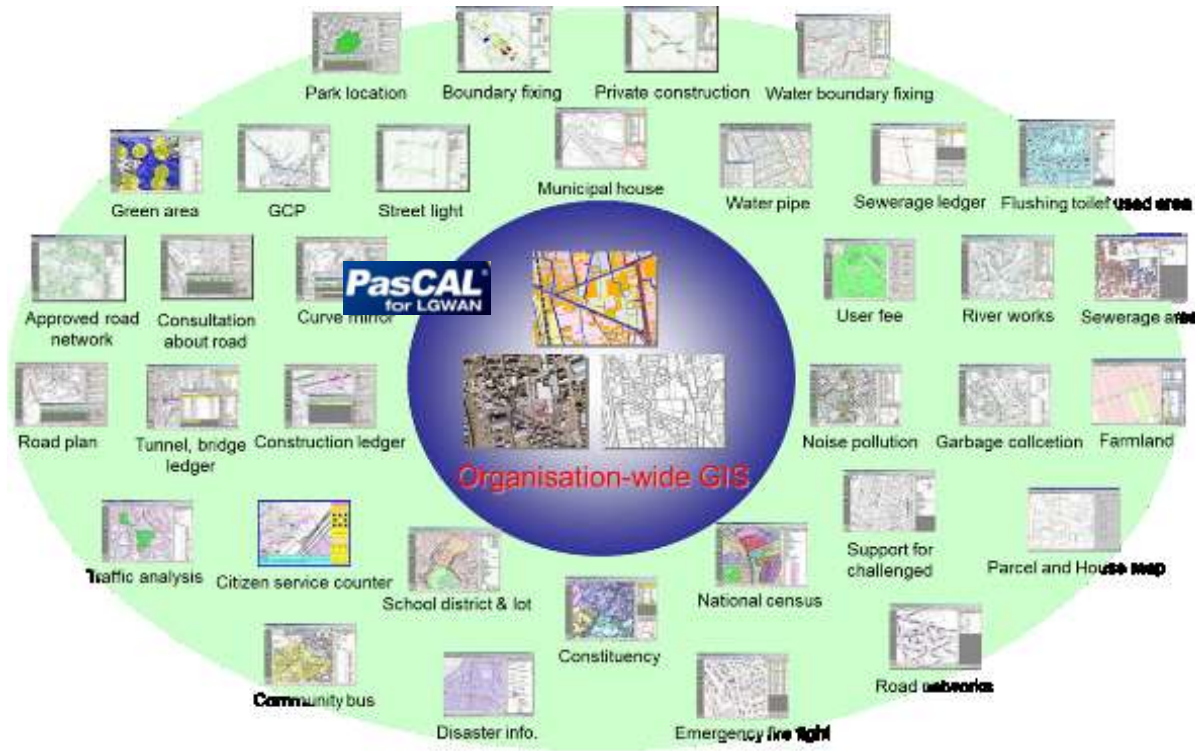 Park location
Boundary fixing
Private construction
Water boundary fixing
Green area
GCP
Street light
Municipal house
Water pipe
Sewerage ledger
Flushing toilet used area
Approved road
network
Consultation
about road
Curve mirror
PasCAL®
for LGWAN
User fee
River works
Sewerage area
Road plan
Tunnel, bridge
ledger
Construction ledger
Organisation-wide GIS
Noise pollution
Garbage collcetion
Farmland
Traffic analysis
Citizen service counter
School district & lot
Constituency
National census
Support for
challenged
Parcel and House map
Community bus
Disaster info.
Emergency fire fight
Road networks